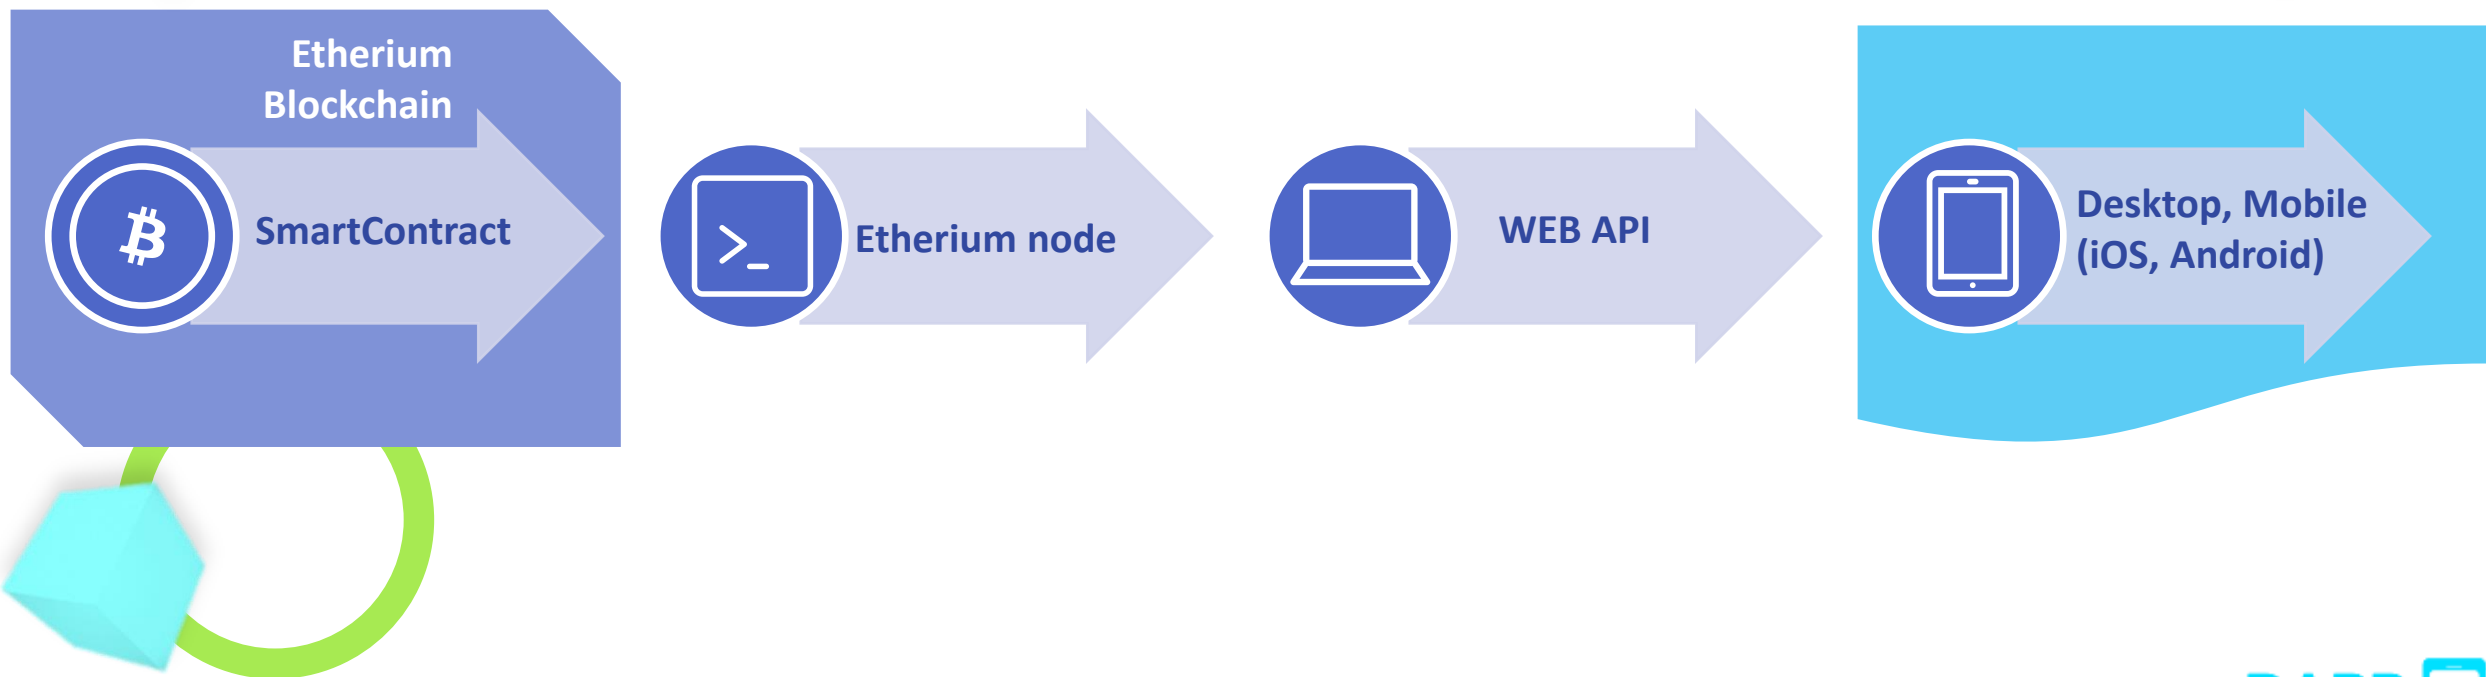 Etherium
Blockchain
SmartContract
Etherium node
WEB API
Desktop, Mobile
(iOS, Android)